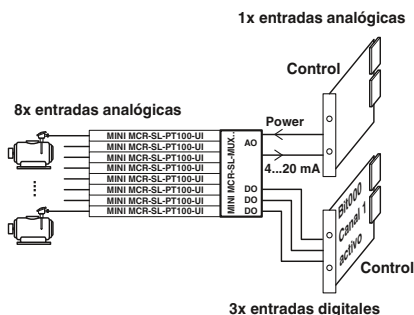 1x entradas analógicas
Control
8x entradas analógicas
Power
MINI MCR-SL-PT100-UI
MINI MCR-SL-PT100-UI
MINI MCR-SL-PT100-UI
MINI MCR-SL-PT100-UI
MINI MCR-SL-PT100-UI
MINI MCR-SL-PT100-UI
MINI MCR-SL-PT100-UI
MINI MCR-SL-PT100-UI
MINI MCR-SL-MUX..
AO
4...20 mA
DO
DO
DO
Bit000
Canal 1
activo
Control
3x entradas digitales